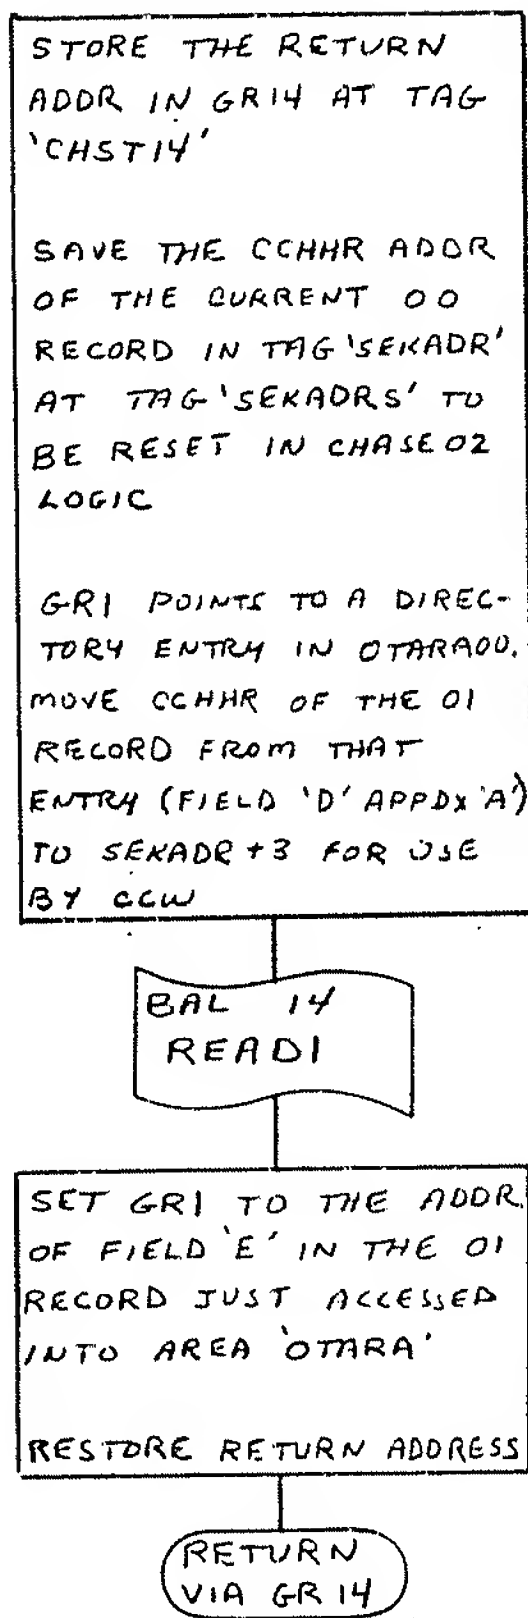 STORE THE RETURN
ADDR IN GR14 AT TAG
'CHST14'
SAVE THE CCHHR ADDR
OF THE CURRENT 00
RECORD IN TAG 'SEKADR'
AT TAG 'SEKADRS' TO
BE RESET IN CHASE02
LOGIC
GR1 POINTS TO A DIREC-
TORY ENTRY IN OTARA00.
MOVE CCHHR OF THE 01
RECORD FROM THAT
ENTRY (FIELD 'D' APPDX 'A')
TO SEKADR+3 FOR USE
BY CCW
BAL 14
READ1
SET GR1 TO THE ADDR.
OF FIELD 'E' IN THE 01
RECORD JUST ACCESSED
INTO AREA 'OTARA'
RESTORE RETURN ADDRESS
RETURN
VIA GR14